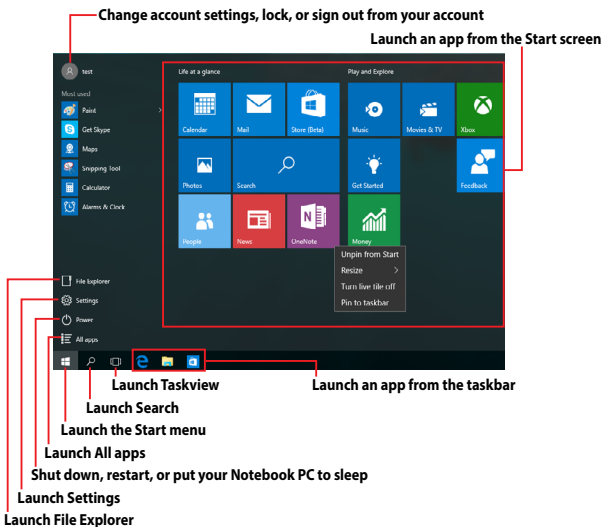 Change account settings, lock, or sign out from your account
Launch an app from the Start screen
test
Life at a glance
Play and Explore
Most used
Paint
Get Skype
Maps
Snipping Tool
Calculator
Alarms & Clock
Calendar
Mail
Store (Beta)
Music
Movies & TV
Xbox
Photos
Search
Get Started
Feedback
People
News
OneNote
Money
Unpin from Start
Resize
Turn live tile off
Pin to taskbar
File Explorer
Settings
Power
All apps
Launch Taskview
Launch an app from the taskbar
Launch Search
Launch the Start menu
Launch All apps
Shut down, restart, or put your Notebook PC to sleep
Launch Settings
Launch File Explorer